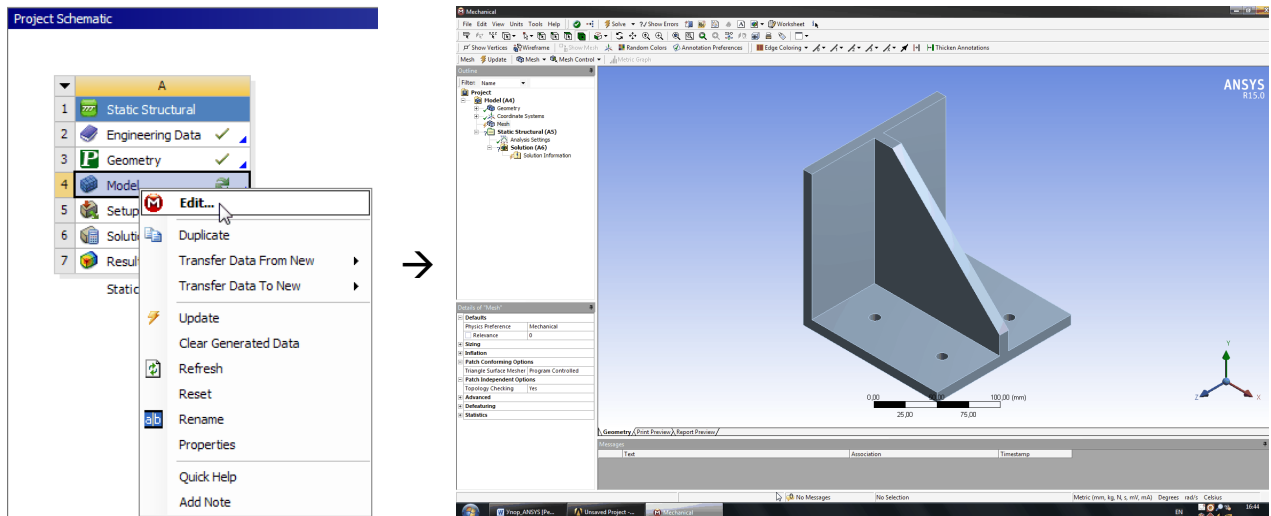 Project Schematic
A
1 Static Structural
2 Engineering Data
3 Geometry
4 Model
5 Setup
6 Soluti
7 Resul
Static
Edit...
Duplicate
Transfer Data From New
Transfer Data To New
Update
Clear Generated Data
Refresh
Reset
a|b Rename
Properties
Quick Help
Add Note
→
Mechanical
File Edit View Units Tools Help Solve ?/ Show Errors Worksheet
Show Vertices Wireframe Show Mesh Random Colors Annotation Preferences Edge Coloring Thicken Annotations
Mesh Update Mesh Mesh Control Metric Graph
Outline
Filter: Name
Project
Model (A4)
Geometry
Coordinate Systems
Mesh
Static Structural (A5)
Analysis Settings
Solution (A6)
Solution Information
Details of "Mesh"
Defaults
Physics Preference Mechanical
Relevance 0
Sizing
Inflation
Patch Conforming Options
Triangle Surface Mesher Program Controlled
Patch Independent Options
Topology Checking Yes
Advanced
Defeaturing
Statistics
ANSYS
R15.0
Y
Z X
0,00 50,00 100,00 (mm)
25,00 75,00
Geometry Print Preview Report Preview
Messages
Text Association Timestamp
No Messages No Selection Metric (mm, kg, N, s, mV, mA) Degrees rad/s Celsius
Упор_ANSYS [Ре... Unsaved Project -... Mechanical EN 16:44